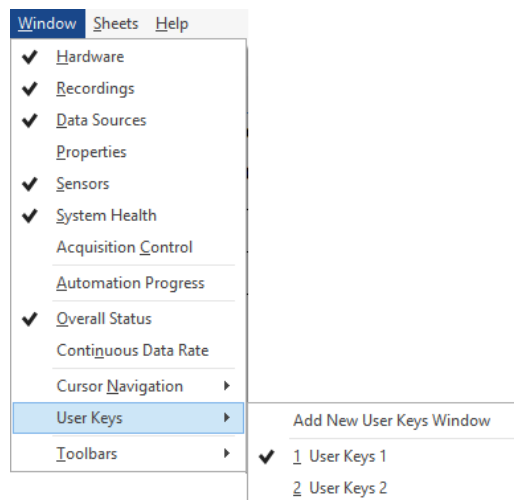 Window Sheets Help
Hardware
Recordings
Data Sources
Properties
Sensors
System Health
Acquisition Control
Automation Progress
Overall Status
Continuous Data Rate
Cursor Navigation
User Keys
Add New User Keys Window
Toolbars
1 User Keys 1
2 User Keys 2